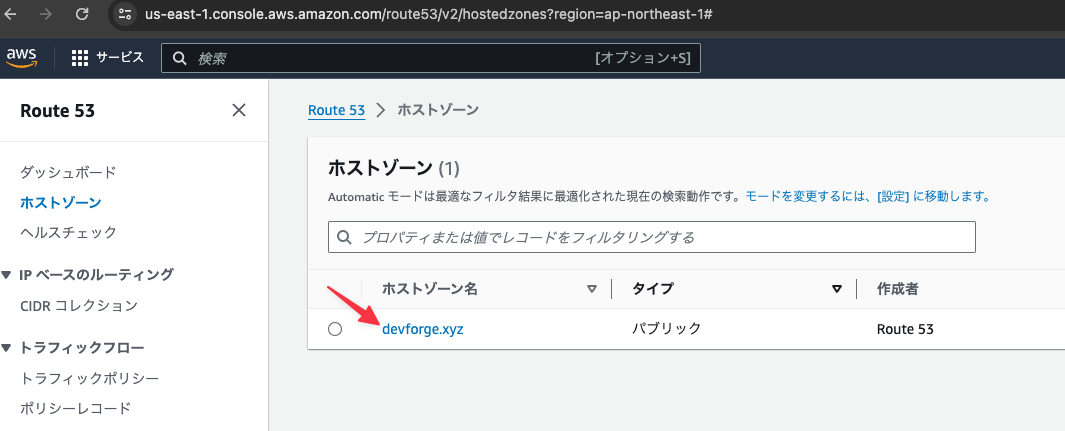 us-east-1.console.aws.amazon.com/route53/v2/hostedzones?region=ap-northeast-1#
aws サービス 検索 [オプション+S]
Route 53
ダッシュボード
ホストゾーン
ヘルスチェック
IP ベースのルーティング
CIDR コレクション
トラフィックフロー
トラフィックポリシー
ポリシーレコード
Route 53 ホストゾーン
ホストゾーン (1)
Automatic モードは最適なフィルタ結果に最適化された現在の検索動作です。モードを変更するには、[設定] に移動します。
プロパティまたは値でレコードをフィルタリングする
ホストゾーン名 タイプ 作成者
devforge.xyz パブリック Route 53